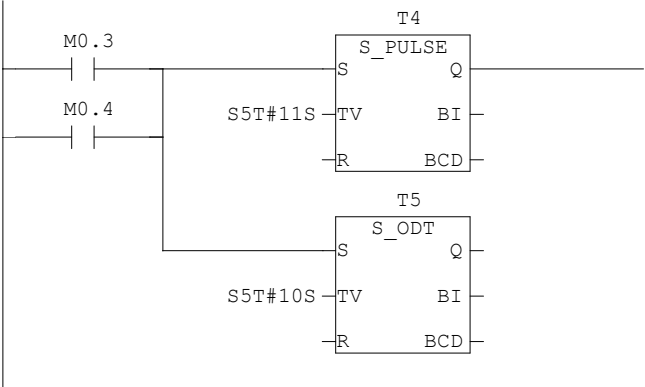 T4
M0.3
S_PULSE
S Q
M0.4
S5T#11S TV BI
R BCD
T5
S_ODT
S Q
S5T#10S TV BI
R BCD